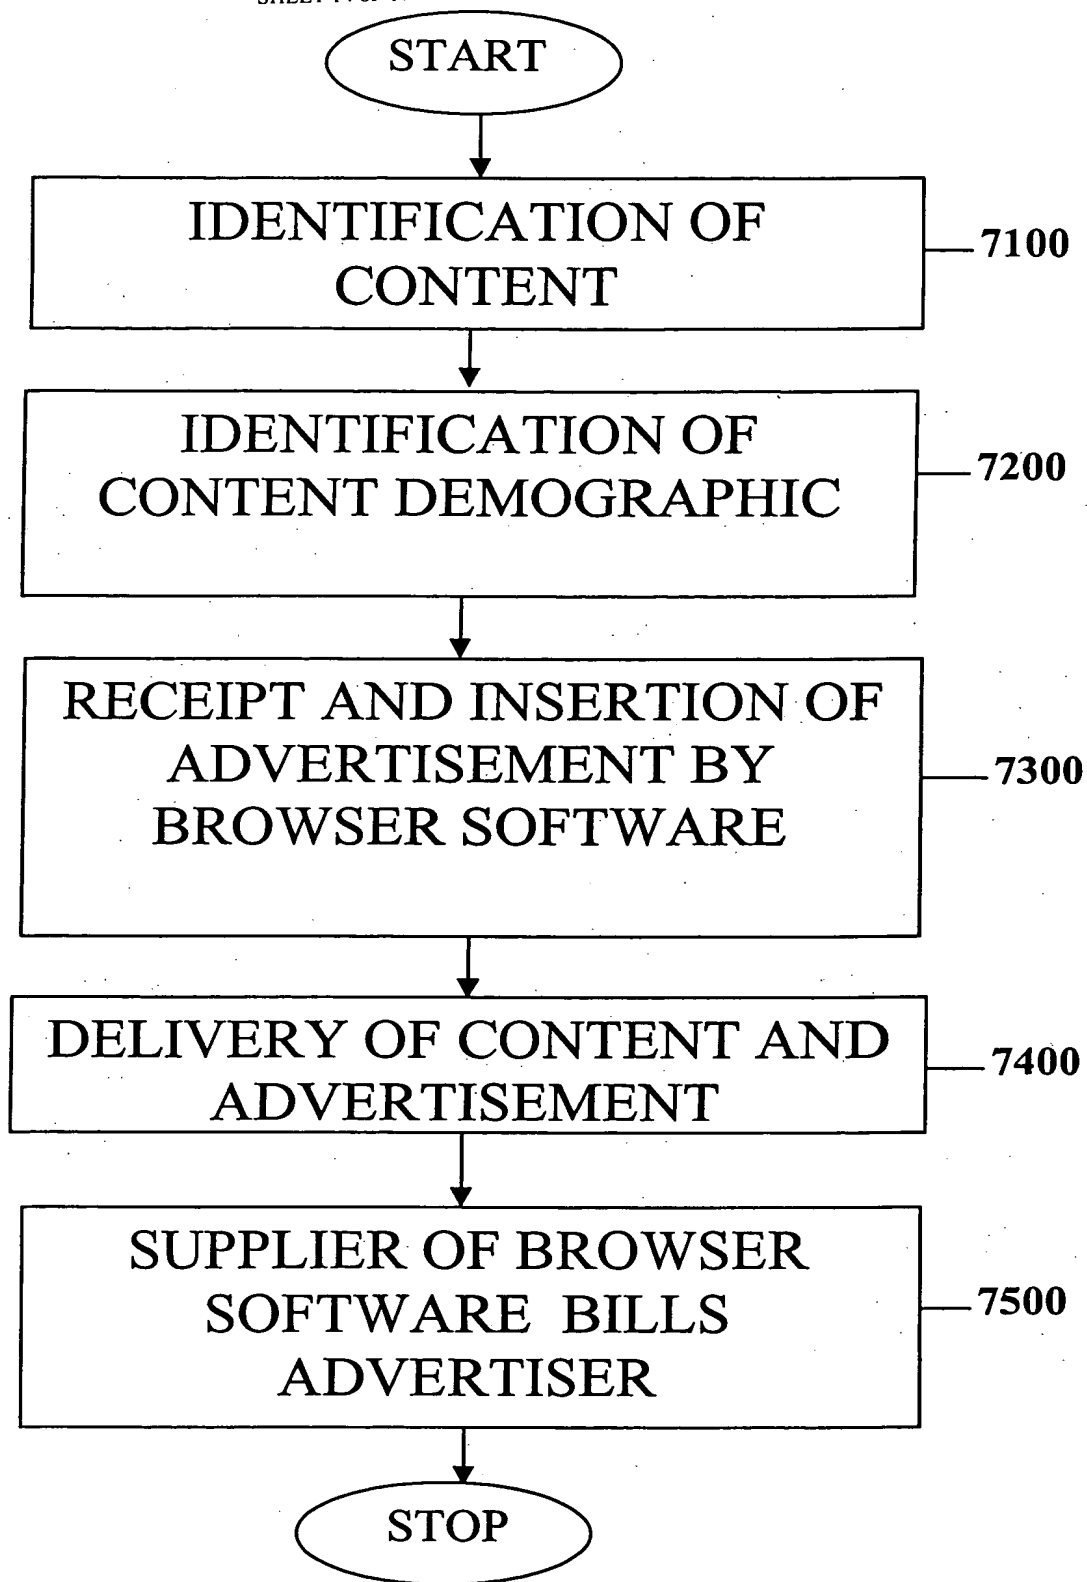 START
IDENTIFICATION OF
CONTENT
7100
IDENTIFICATION OF
CONTENT DEMOGRAPHIC
7200
RECEIPT AND INSERTION OF
ADVERTISEMENT BY
BROWSER SOFTWARE
7300
DELIVERY OF CONTENT AND
ADVERTISEMENT
7400
SUPPLIER OF BROWSER
SOFTWARE BILLS
ADVERTISER
7500
STOP